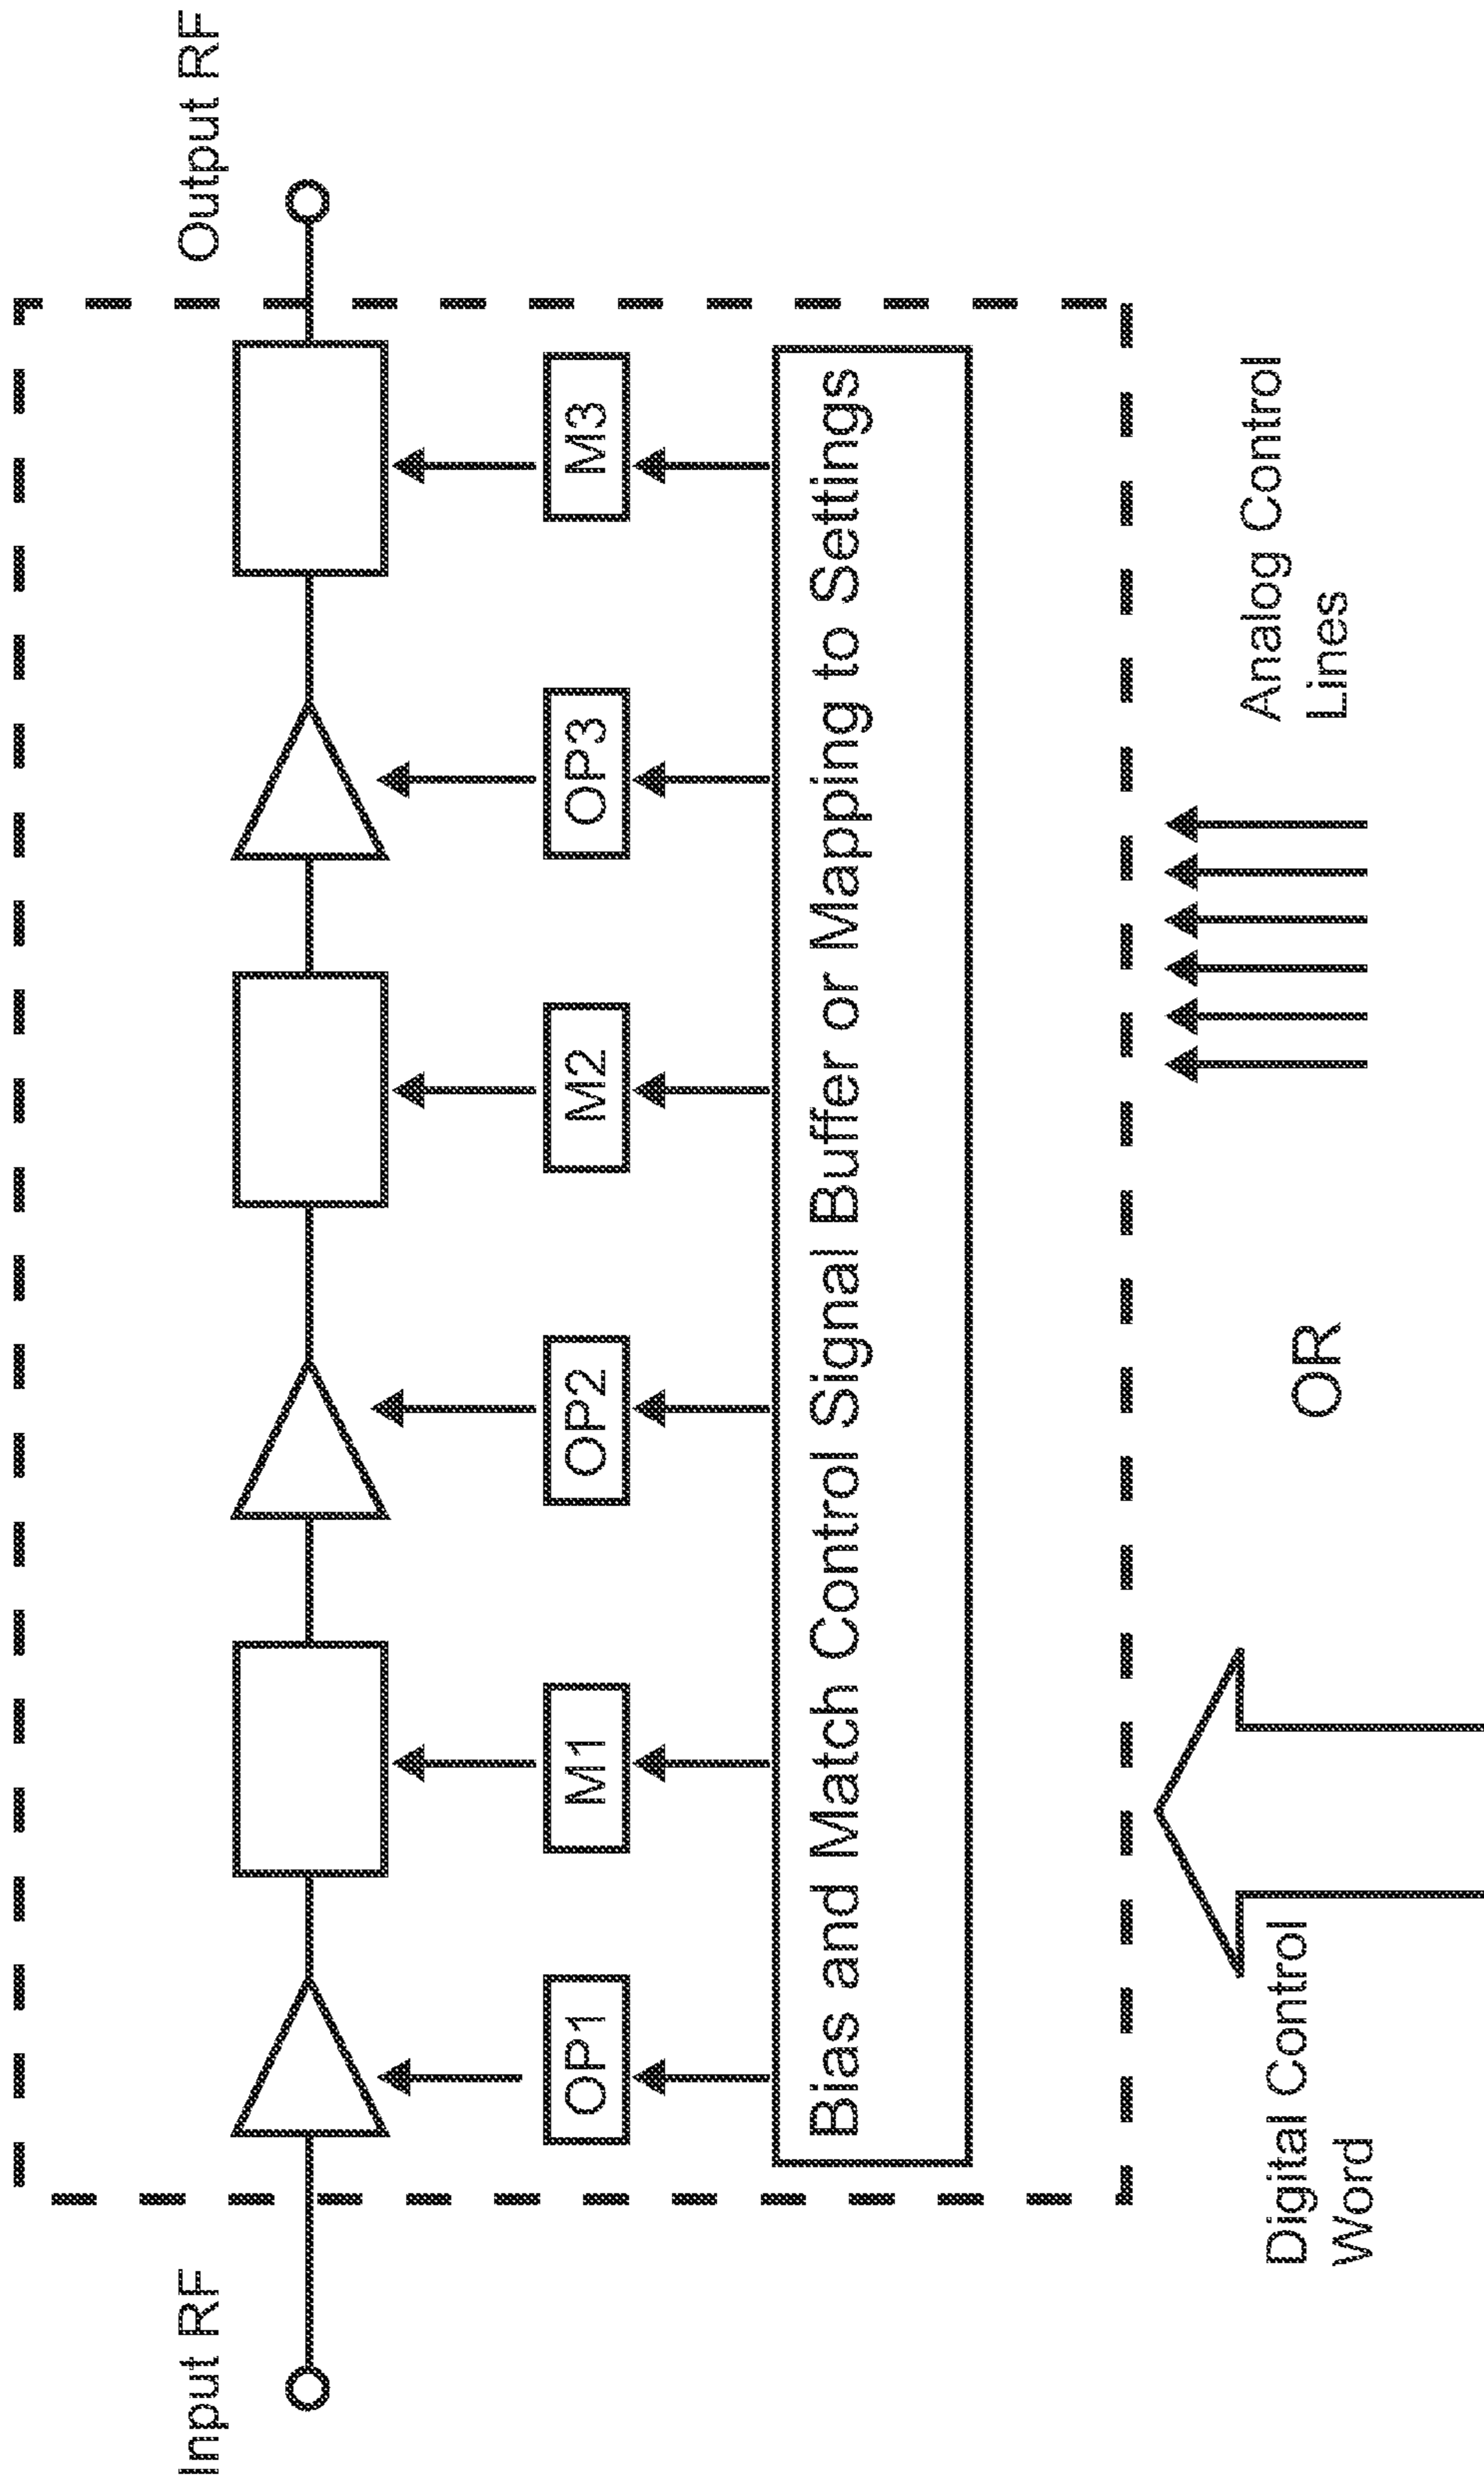 Input RF
Output RF
OP1
M1
OP2
M2
OP3
M3
Bias and Match Control Signal Buffer or Mapping to Settings
Digital Control
Word
OR
Analog Control
Lines